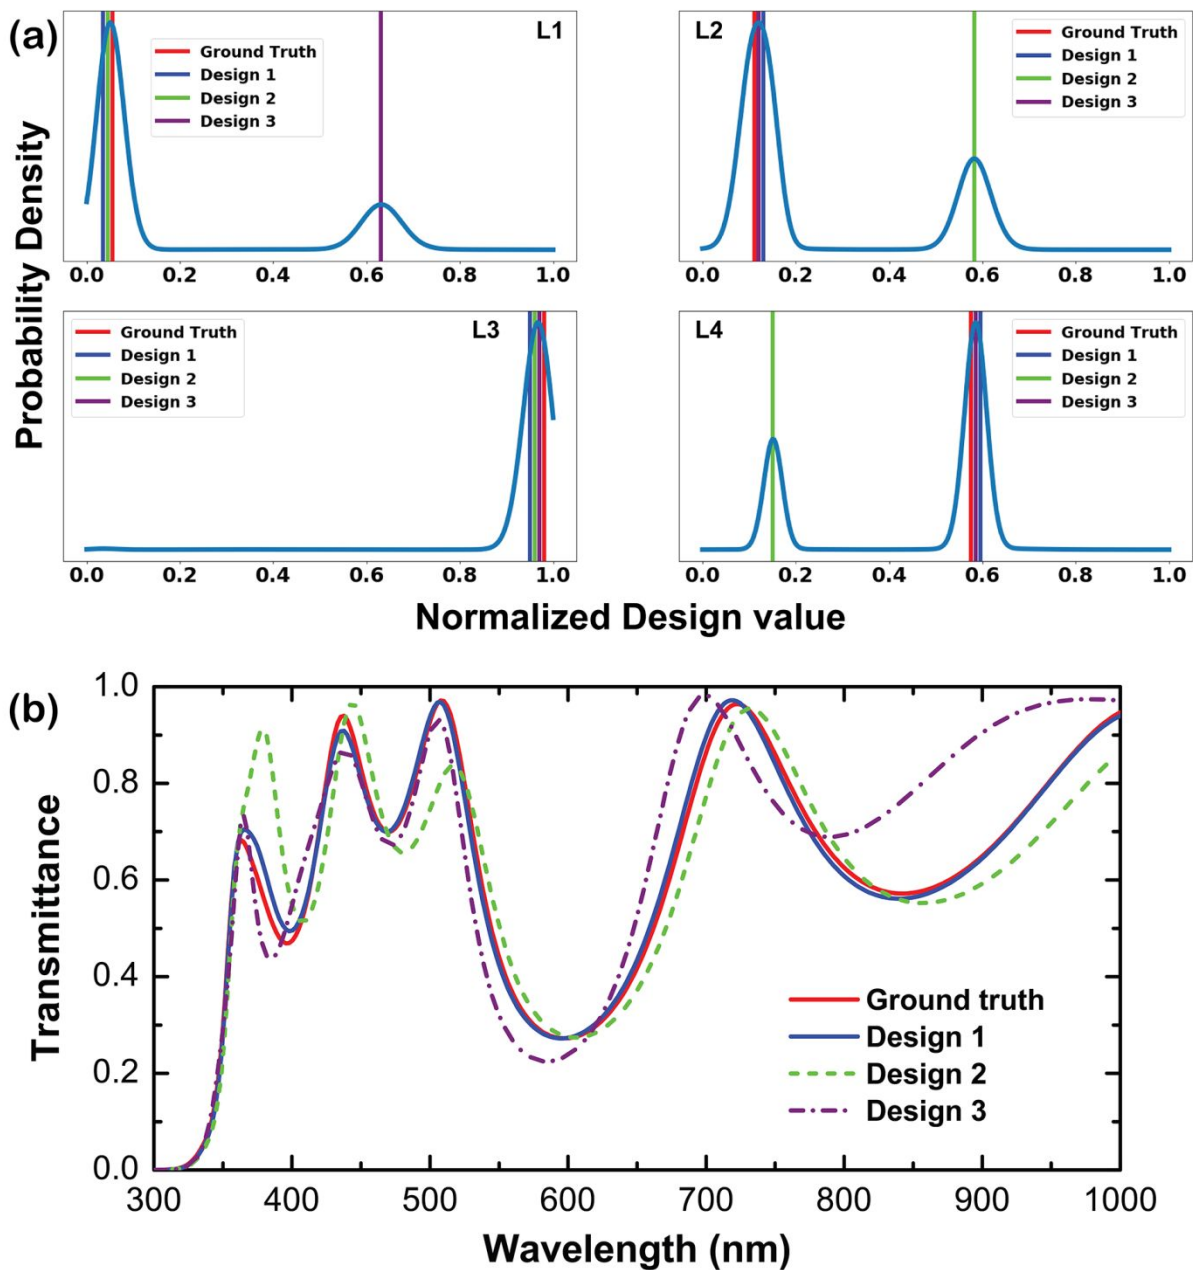 (a)
Probability Density
L1
Ground Truth
Design 1
Design 2
Design 3
0.0 0.2 0.4 0.6 0.8 1.0
L2
Ground Truth
Design 1
Design 2
Design 3
0.0 0.2 0.4 0.6 0.8 1.0
L3
Ground Truth
Design 1
Design 2
Design 3
0.0 0.2 0.4 0.6 0.8 1.0
L4
Ground Truth
Design 1
Design 2
Design 3
0.0 0.2 0.4 0.6 0.8 1.0
Normalized Design value
(b)
Transmittance
1.0
0.8
0.6
0.4
0.2
0.0
Ground truth
Design 1
Design 2
Design 3
300 400 500 600 700 800 900 1000
Wavelength (nm)